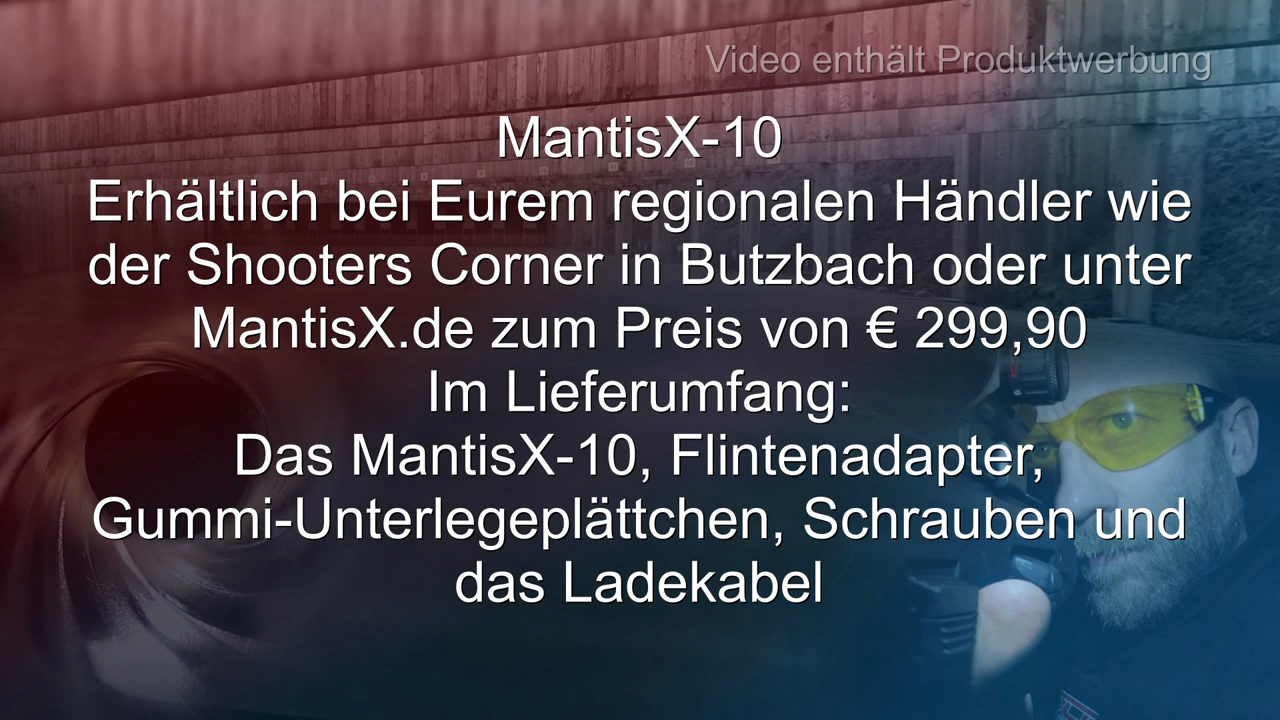 Video enthält Produktwerbung
MantisX-10
Erhältlich bei Eurem regionalen Händler wie
der Shooters Corner in Butzbach oder unter
MantisX.de zum Preis von € 299,90
Im Lieferumfang:
Das MantisX-10, Flintenadapter,
Gummi-Unterlegeplättchen, Schrauben und
das Ladekabel